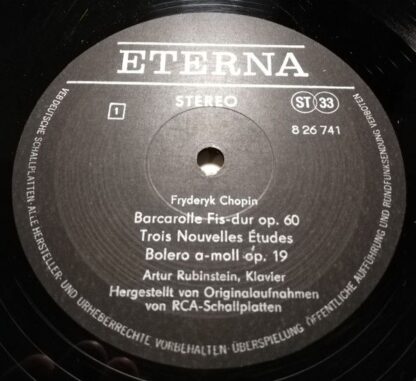 ETERNA
STEREO
ST 33
1
8 26 741
Fryderyk Chopin
Barcarolle Fis-dur op. 60
Trois Nouvelles Études
Bolero a-moll op. 19
Artur Rubinstein, Klavier
Hergestellt von Originalaufnahmen
von RCA-Schallplatten
VEB DEUTSCHE SCHALLPLATTEN · ALLE HERSTELLER- UND URHEBERRECHTE VORBEHALTEN · ÜBERSPIELUNG ÖFFENTLICHE AUFFÜHRUNG UND RUNDFUNKSENDUNG VERBOTEN